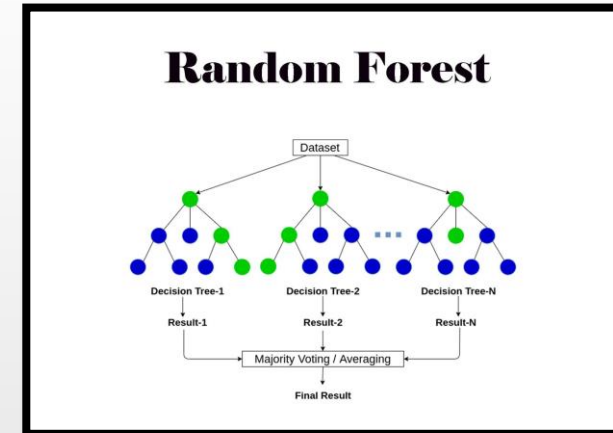 Random Forest
Dataset
Decision Tree-1 Decision Tree-2 Decision Tree-N
Result-1 Result-2 Result-N
Majority Voting / Averaging
Final Result